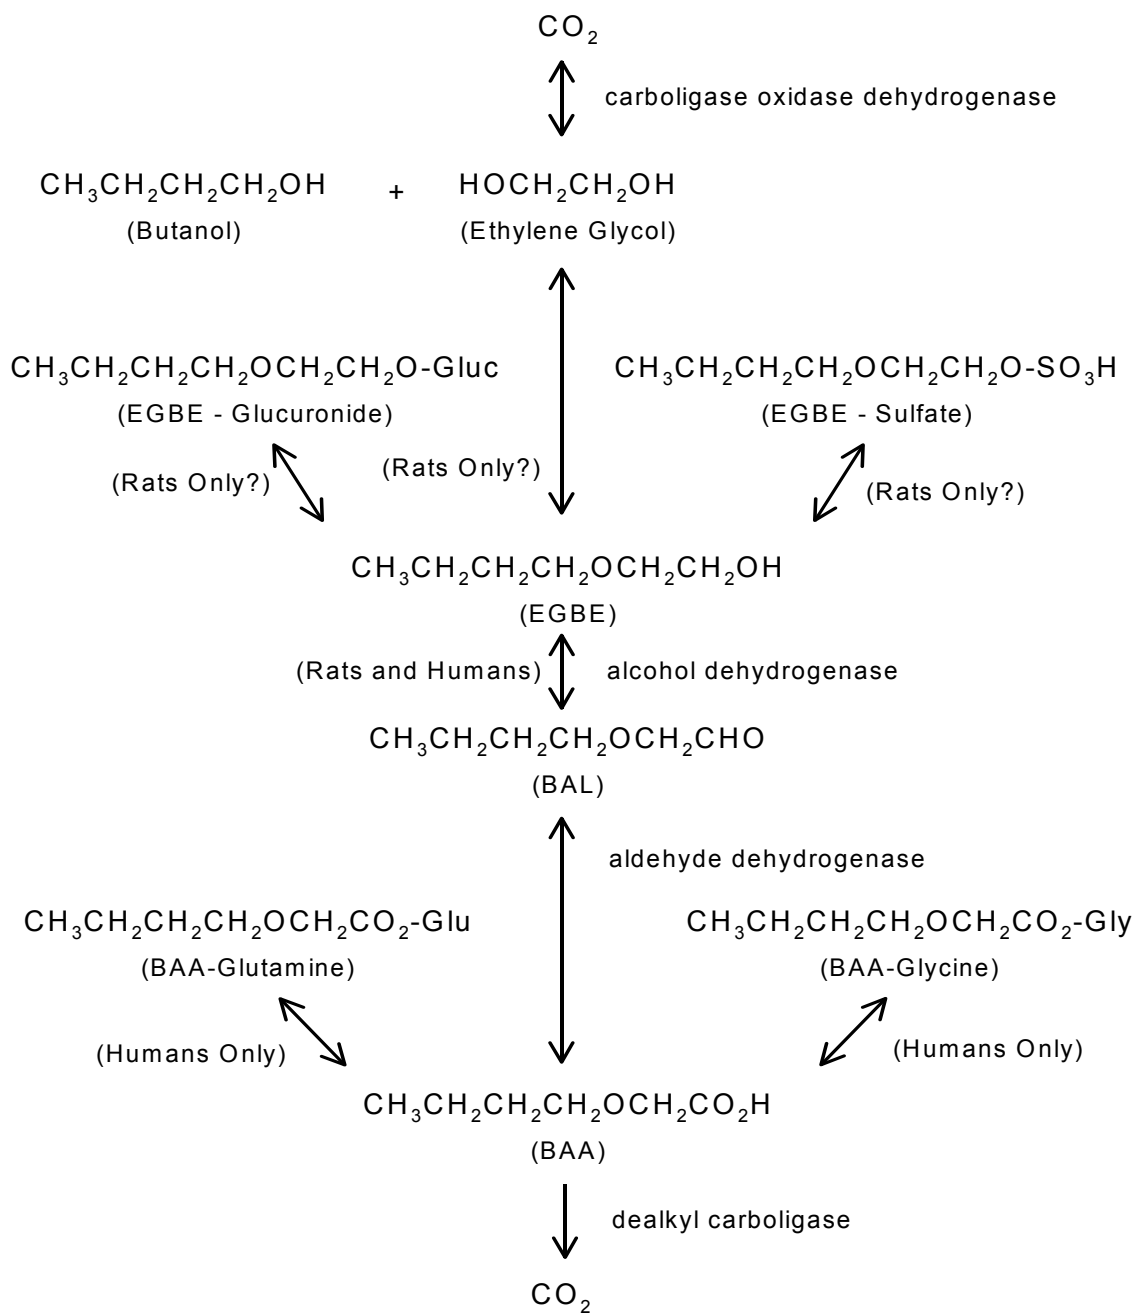 CO₂
carboligase oxidase dehydrogenase
CH₃CH₂CH₂CH₂OH + HOCH₂CH₂OH
(Butanol) (Ethylene Glycol)
CH₃CH₂CH₂CH₂OCH₂CH₂O-Gluc CH₃CH₂CH₂CH₂OCH₂CH₂O-SO₃H
(EGBE - Glucuronide) (EGBE - Sulfate)
(Rats Only?) (Rats Only?) (Rats Only?)
CH₃CH₂CH₂CH₂OCH₂CH₂OH
(EGBE)
(Rats and Humans) alcohol dehydrogenase
CH₃CH₂CH₂CH₂OCH₂CHO
(BAL)
aldehyde dehydrogenase
CH₃CH₂CH₂CH₂OCH₂CO₂-Glu CH₃CH₂CH₂CH₂OCH₂CO₂-Gly
(BAA-Glutamine) (BAA-Glycine)
(Humans Only) (Humans Only)
CH₃CH₂CH₂CH₂OCH₂CO₂H
(BAA)
dealkyl carboligase
CO₂